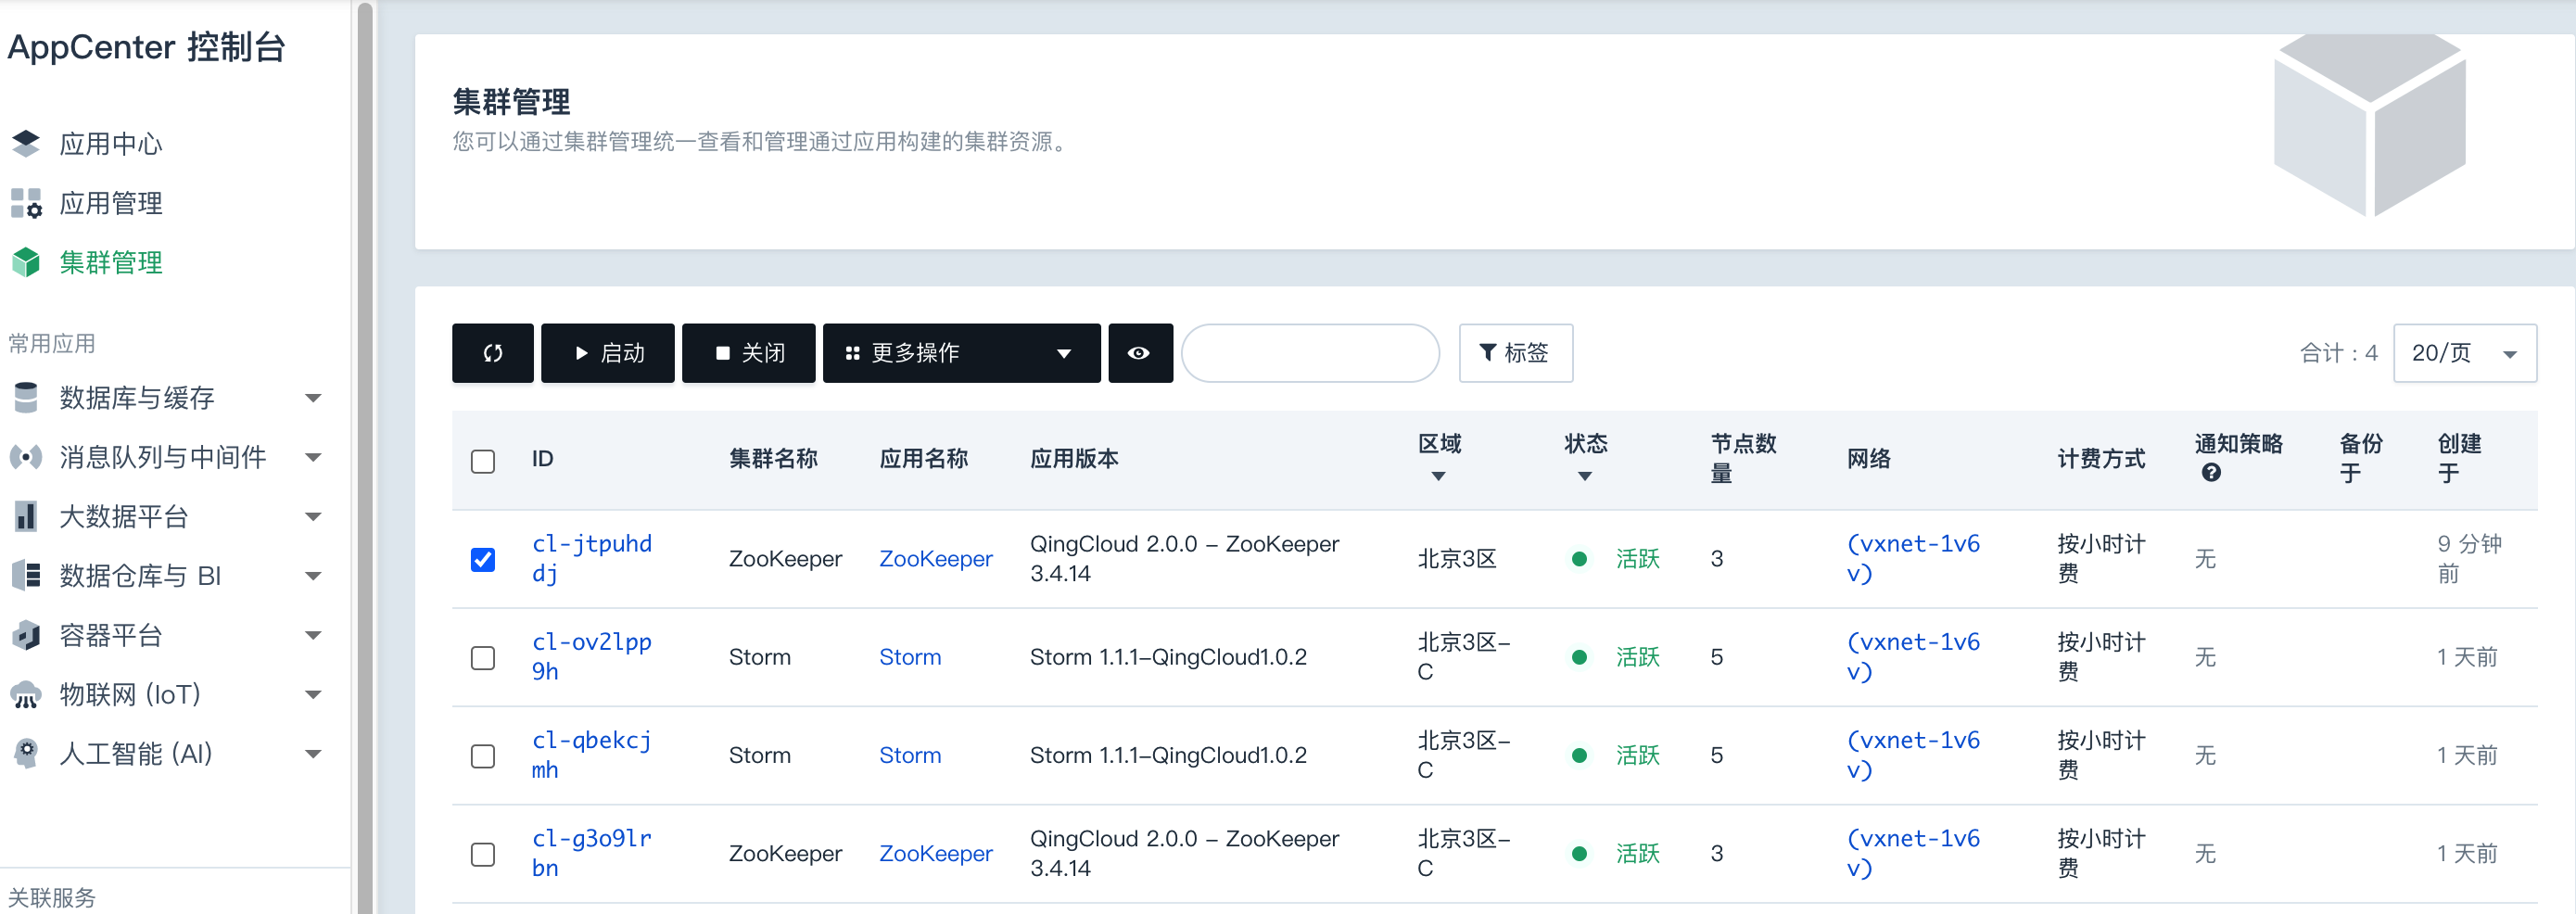 AppCenter 控制台
应用中心
应用管理
集群管理
常用应用
数据库与缓存
消息队列与中间件
大数据平台
数据仓库与 BI
容器平台
物联网 (IoT)
人工智能 (AI)
关联服务
集群管理
您可以通过集群管理统一查看和管理通过应用构建的集群资源。
启动 关闭 更多操作 标签 合计：4 20/页
ID 集群名称 应用名称 应用版本 区域 状态 节点数量 网络 计费方式 通知策略 备份于 创建于
cl-jtpuhd ZooKeeper ZooKeeper QingCloud 2.0.0 – ZooKeeper 北京3区 活跃 3 (vxnet-1v6 按小时计 无 9 分钟
dj 3.4.14 v) 费 前
cl-ov2lpp Storm Storm Storm 1.1.1–QingCloud1.0.2 北京3区– 活跃 5 (vxnet-1v6 按小时计 无 1 天前
9h C v) 费
cl-qbekcj Storm Storm Storm 1.1.1–QingCloud1.0.2 北京3区– 活跃 5 (vxnet-1v6 按小时计 无 1 天前
mh C v) 费
cl-g3o9lr ZooKeeper ZooKeeper QingCloud 2.0.0 – ZooKeeper 北京3区– 活跃 3 (vxnet-1v6 按小时计 无 1 天前
bn 3.4.14 C v) 费